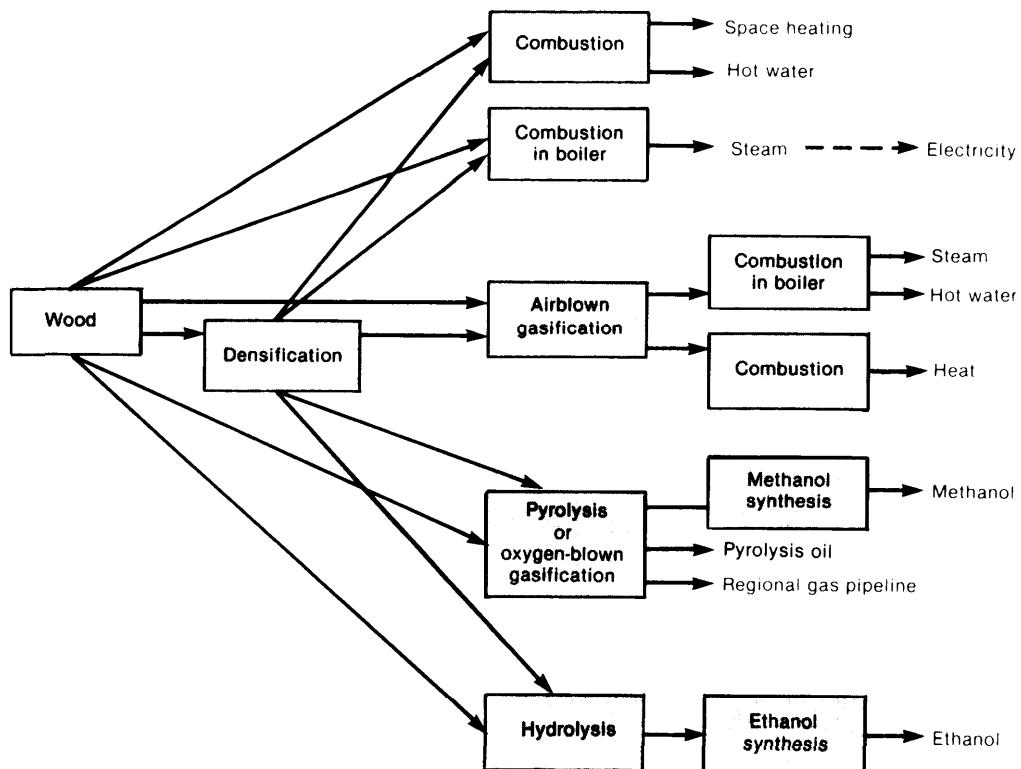 Combustion
Space heating
Hot water
Combustion
in boiler
Steam
Electricity
Wood
Densification
Airblown
gasification
Combustion
in boiler
Steam
Hot water
Combustion
Heat
Pyrolysis
or
oxygen-blown
gasification
Methanol
synthesis
Methanol
Pyrolysis oil
Regional gas pipeline
Hydrolysis
Ethanol
synthesis
Ethanol